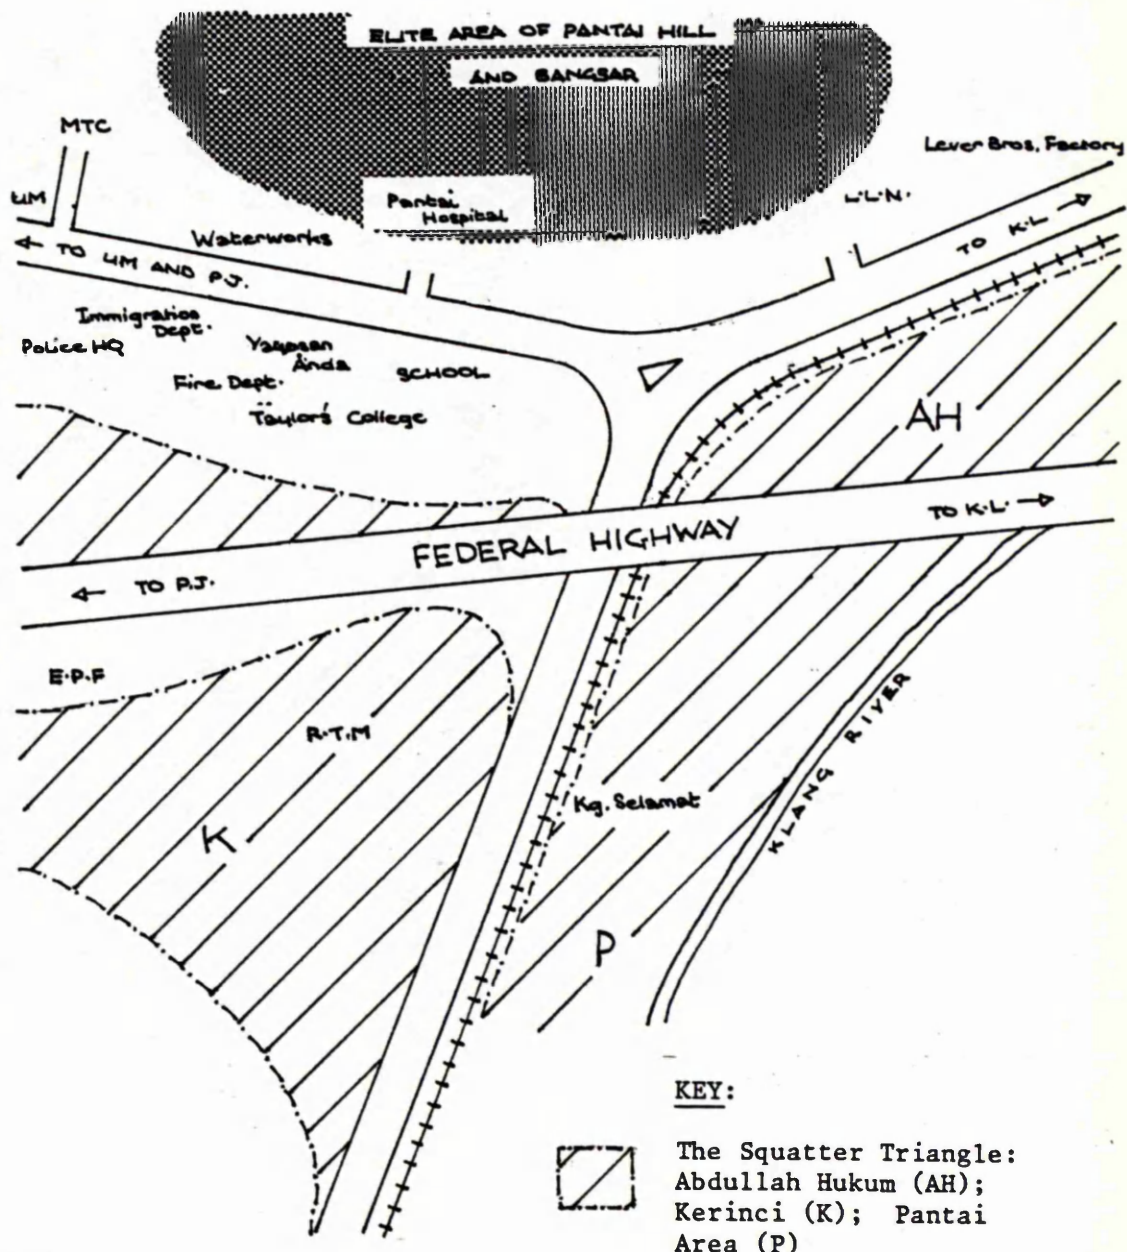 ELITE AREA OF PANTAI HILL
AND BANGSAR
MTC
Lever Bros. Factory
UM
Pantai
Hospital
L.L.N.
Waterworks
TO K.L.
TO UM AND P.J.
Immigration
Dept.
Police HQ
Yayasan
Anda
Fire Dept.
SCHOOL
Taylor's College
AH
TO K.L.
FEDERAL HIGHWAY
TO P.J.
E.P.F
R.T.M
KLANG RIVER
Kg. Selamat
K
P
KEY:
The Squatter Triangle:
Abdullah Hukum (AH);
Kerinci (K); Pantai
Area (P)